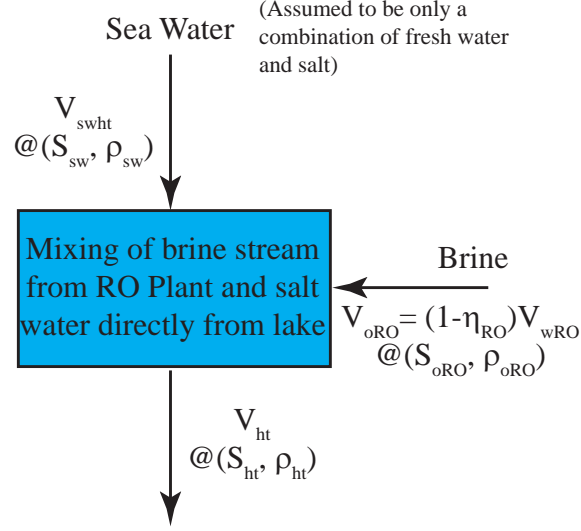 Sea Water
(Assumed to be only a
combination of fresh water
and salt)
V_swht
@(S_sw, ρ_sw)
Mixing of brine stream
from RO Plant and salt
water directly from lake
Brine
V_oRO= (1-η_RO)V_wRO
@(S_oRO, ρ_oRO)
V_ht
@(S_ht, ρ_ht)